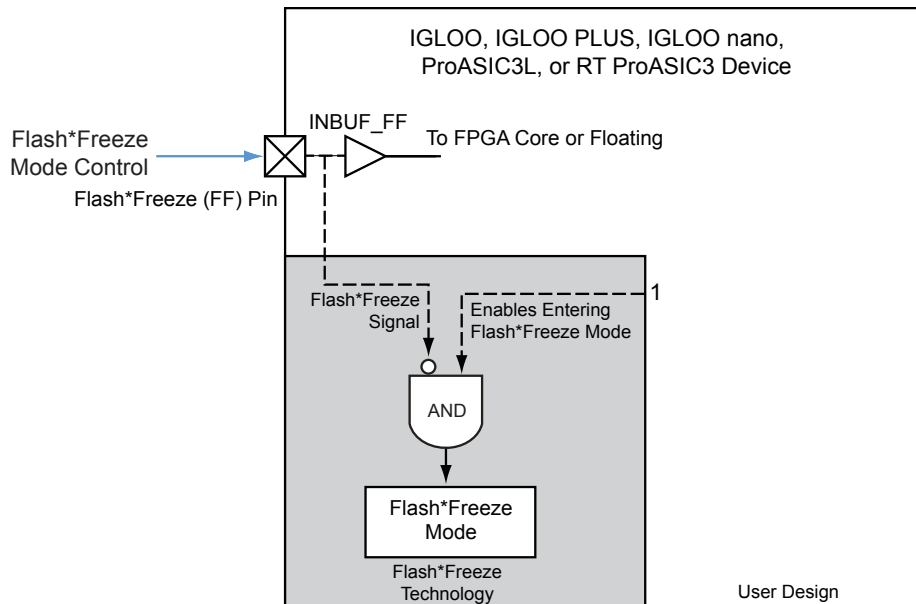 IGLOO, IGLOO PLUS, IGLOO nano,
ProASIC3L, or RT ProASIC3 Device
INBUF_FF
To FPGA Core or Floating
Flash*Freeze
Mode Control
Flash*Freeze (FF) Pin
1
Flash*Freeze
Signal
Enables Entering
Flash*Freeze Mode
AND
Flash*Freeze
Mode
Flash*Freeze
Technology
User Design